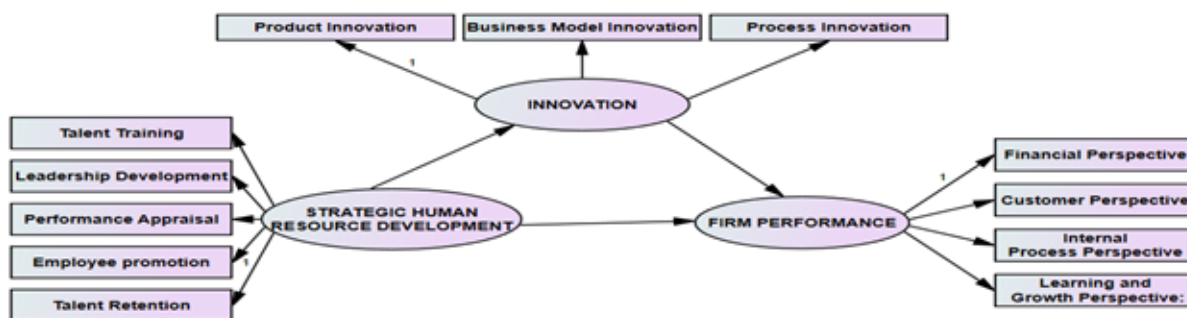 Product Innovation
Business Model Innovation
Process Innovation
1
INNOVATION
Talent Training
Leadership Development
Performance Appraisal
Employee promotion
1
Talent Retention
STRATEGIC HUMAN
RESOURCE DEVELOPMENT
FIRM PERFORMANCE
1
Financial Perspective
Customer Perspective
Internal
Process Perspective
Learning and
Growth Perspective: